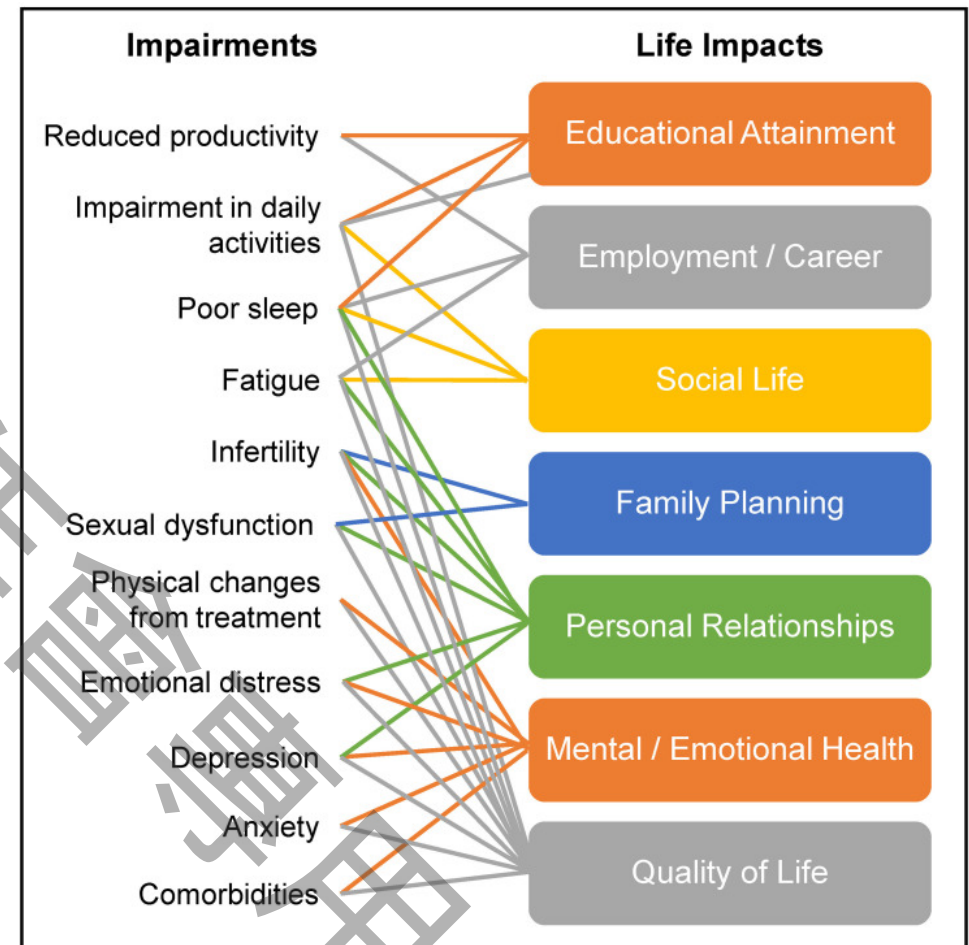 Impairments
Life Impacts
Reduced productivity
Impairment in daily
activities
Poor sleep
Fatigue
Infertility
Sexual dysfunction
Physical changes
from treatment
Emotional distress
Depression
Anxiety
Comorbidities
Educational Attainment
Employment / Career
Social Life
Family Planning
Personal Relationships
Mental / Emotional Health
Quality of Life